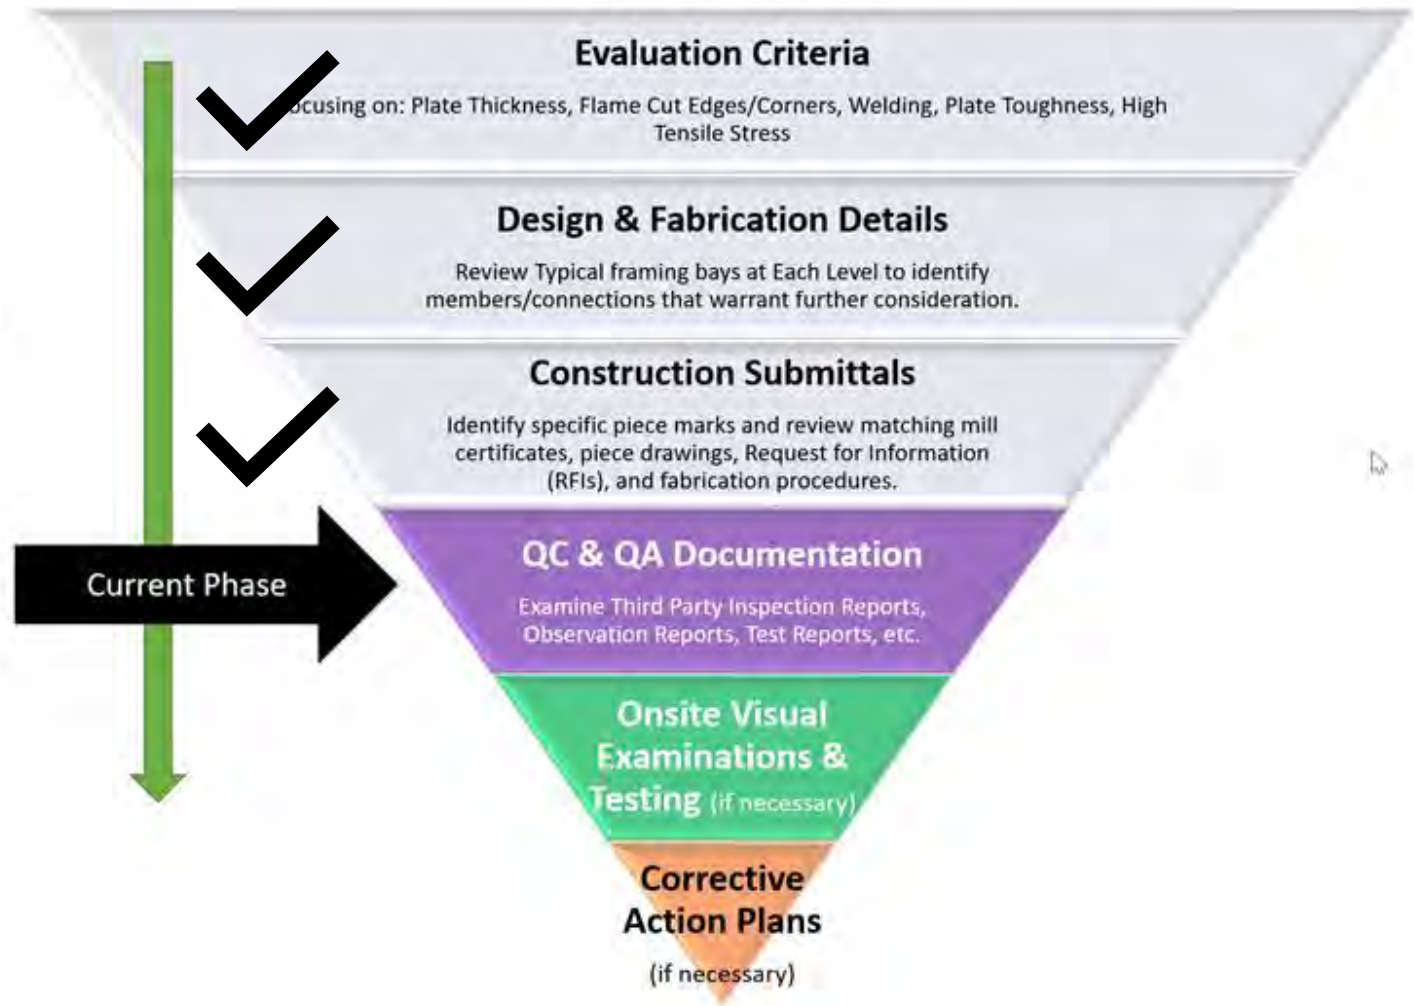 Evaluation Criteria
ocusing on: Plate Thickness, Flame Cut Edges/Corners, Welding, Plate Toughness, High
Tensile Stress
Design & Fabrication Details
Review Typical framing bays at Each Level to identify
members/connections that warrant further consideration.
Construction Submittals
Identify specific piece marks and review matching mill
certificates, piece drawings, Request for Information
(RFIs), and fabrication procedures.
Current Phase
QC & QA Documentation
Examine Third Party Inspection Reports,
Observation Reports, Test Reports, etc.
Onsite Visual
Examinations &
Testing (if necessary)
Corrective
Action Plans
(if necessary)